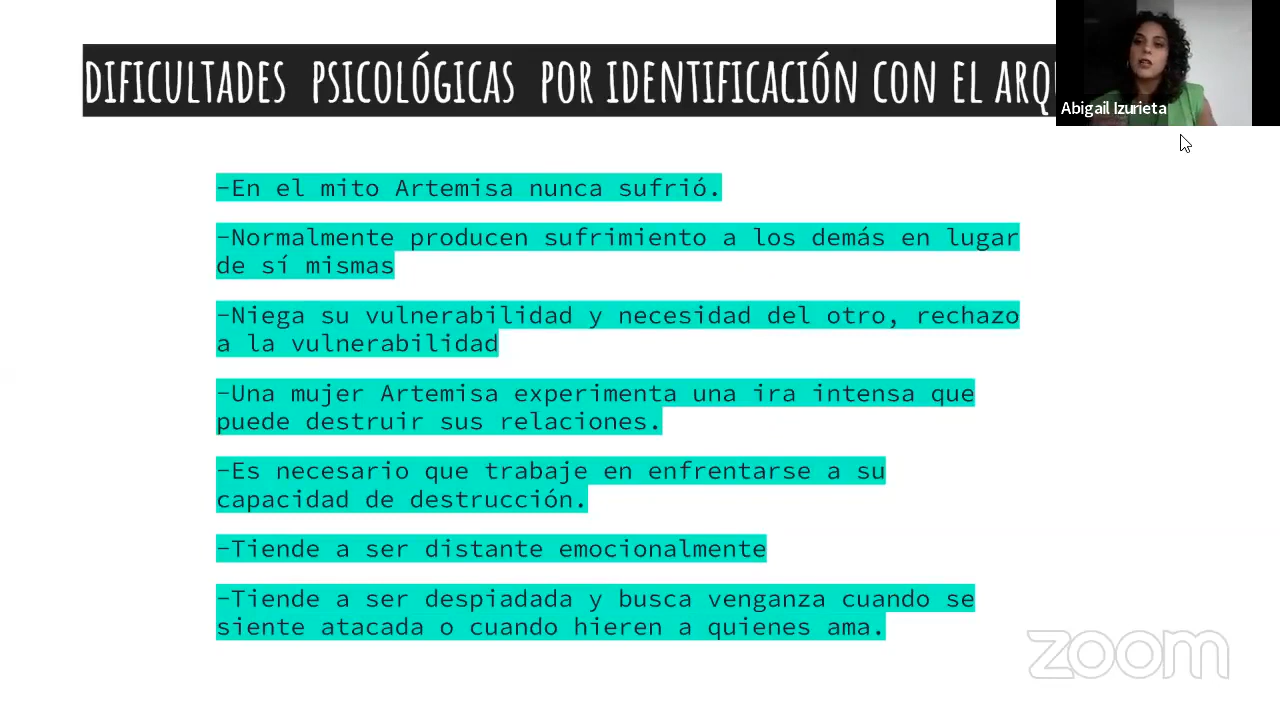 DIFICULTADES PSICOLÓGICAS POR IDENTIFICACIÓN CON EL
Abigail Izurieta
-En el mito Artemisa nunca sufrió.
-Normalmente producen sufrimiento a los demás en lugar
de sí mismas
-Niega su vulnerabilidad y necesidad del otro, rechazo
a la vulnerabilidad
-Una mujer Artemisa experimenta una ira intensa que
puede destruir sus relaciones.
-Es necesario que trabaje en enfrentarse a su
capacidad de destrucción.
-Tiende a ser distante emocionalmente
-Tiende a ser despiadada y busca venganza cuando se
siente atacada o cuando hieren a quienes ama.
zoom